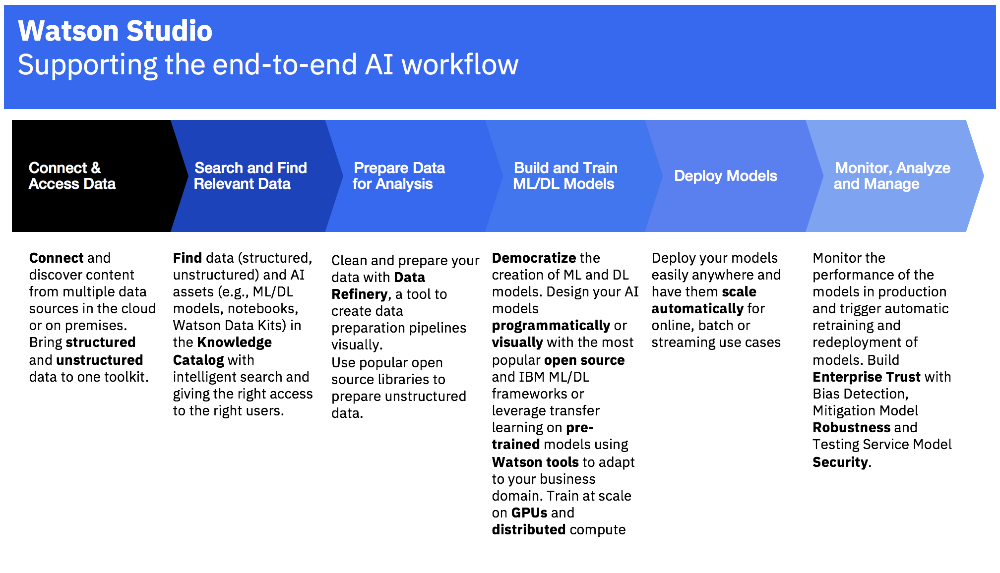 Watson Studio
Supporting the end-to-end AI workflow
Connect &
Access Data
Search and Find
Relevant Data
Prepare Data
for Analysis
Build and Train
ML/DL Models
Deploy Models
Monitor, Analyze
and Manage
Connect and
discover content
from multiple data
sources in the cloud
or on premises.
Bring structured
and unstructured
data to one toolkit.
Find data (structured,
unstructured) and AI
assets (e.g., ML/DL
models, notebooks,
Watson Data Kits) in
the Knowledge
Catalog with
intelligent search and
giving the right access
to the right users.
Clean and prepare your
data with Data
Refinery, a tool to
create data
preparation pipelines
visually.
Use popular open
source libraries to
prepare unstructured
data.
Democratize the
creation of ML and DL
models. Design your AI
models
programmatically or
visually with the most
popular open source
and IBM ML/DL
frameworks or
leverage transfer
learning on pre-
trained models using
Watson tools to adapt
to your business
domain. Train at scale
on GPUs and
distributed compute
Deploy your models
easily anywhere and
have them scale
automatically for
online, batch or
streaming use cases
Monitor the
performance of the
models in production
and trigger automatic
retraining and
redeployment of
models. Build
Enterprise Trust with
Bias Detection,
Mitigation Model
Robustness and
Testing Service Model
Security.